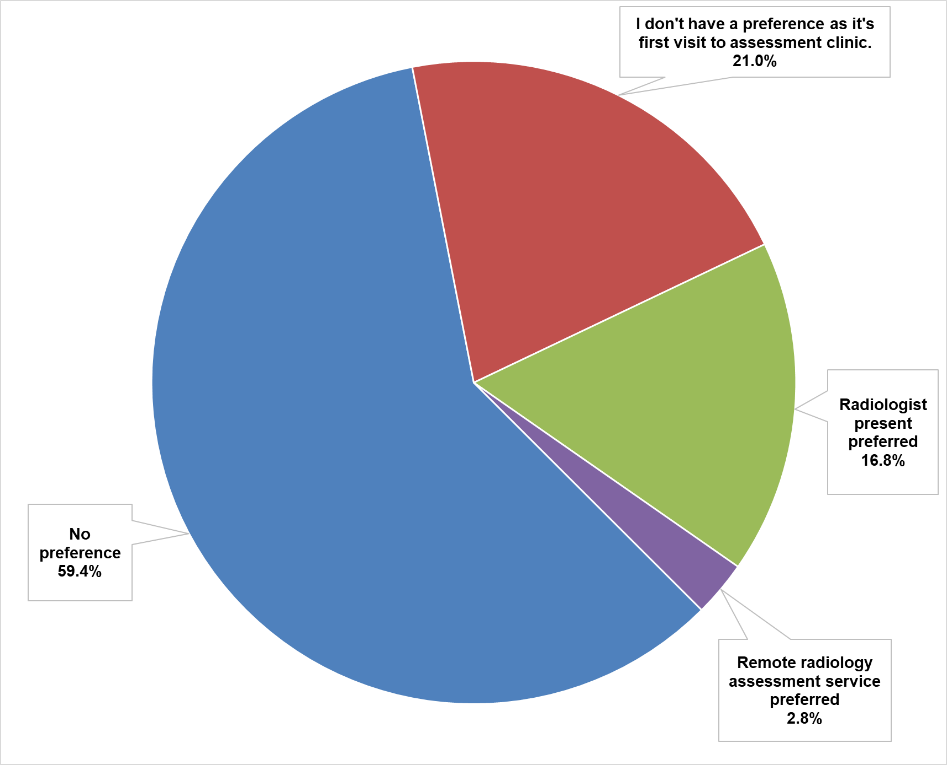 I don't have a preference as it's
first visit to assessment clinic.
21.0%
Radiologist
present
preferred
16.8%
No
preference
59.4%
Remote radiology
assessment service
preferred
2.8%